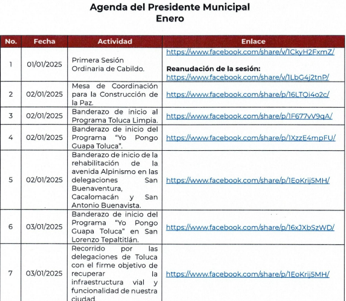 Agenda del Presidente Municipal
Enero
No. Fecha Actividad Enlace
1 01/01/2025 Primera Sesión
Ordinaria de Cabildo.
https://www.facebook.com/share/v/1CkyH2FxmZ/
Reanudación de la sesión:
https://www.facebook.com/share/v/1LbG4j2tnP/
2 02/01/2025 Mesa de Coordinación
para la Construcción de
la Paz.
https://www.facebook.com/share/p/16LTQi4o2c/
3 02/01/2025 Banderazo de inicio al
Programa Toluca Limpia.
https://www.facebook.com/share/p/1F677vV9qA/
4 02/01/2025 Banderazo de inicio del
Programa "Yo Pongo
Guapa Toluca".
https://www.facebook.com/share/p/1XzzE4mpFU/
5 02/01/2025 Banderazo de inicio de la
rehabilitación de la
avenida Alpinismo en las
delegaciones San
Buenaventura,
Cacalomacán y San
Antonio Buenavista.
https://www.facebook.com/share/p/1EoKrjjSMH/
6 03/01/2025 Banderazo de inicio del
Programa "Yo Pongo
Guapa Toluca" en San
Lorenzo Tepaltitlán.
https://www.facebook.com/share/p/16xJXbSzWD/
7 03/01/2025 Recorrido por las
delegaciones de Toluca
con el firme objetivo de
recuperar la
infraestructura vial y
funcionalidad de nuestra
ciudad
https://www.facebook.com/share/p/1EoKrjjSMH/